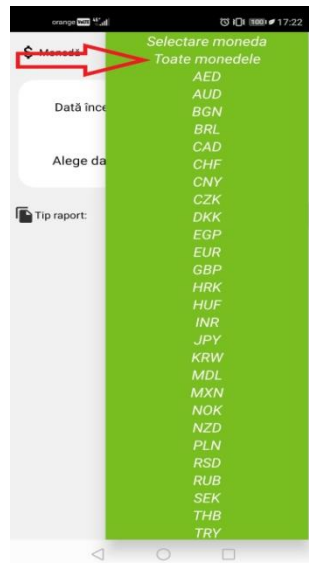 orange 17:22
Selectare moneda
$ Monedă
Toate monedele
AED
AUD
Dată înce
BGN
BRL
CAD
Alege da
CHF
CNY
CZK
Tip raport:
DKK
EGP
EUR
GBP
HRK
HUF
INR
JPY
KRW
MDL
MXN
NOK
NZD
PLN
RSD
RUB
SEK
THB
TRY